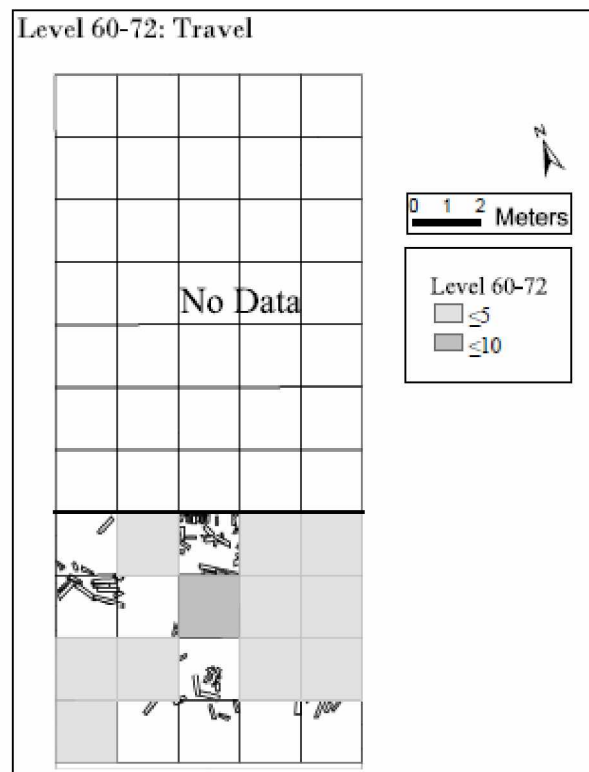 Level 60-72: Travel
N
0 1 2
Meters
Level 60-72
≤5
≤10
No Data